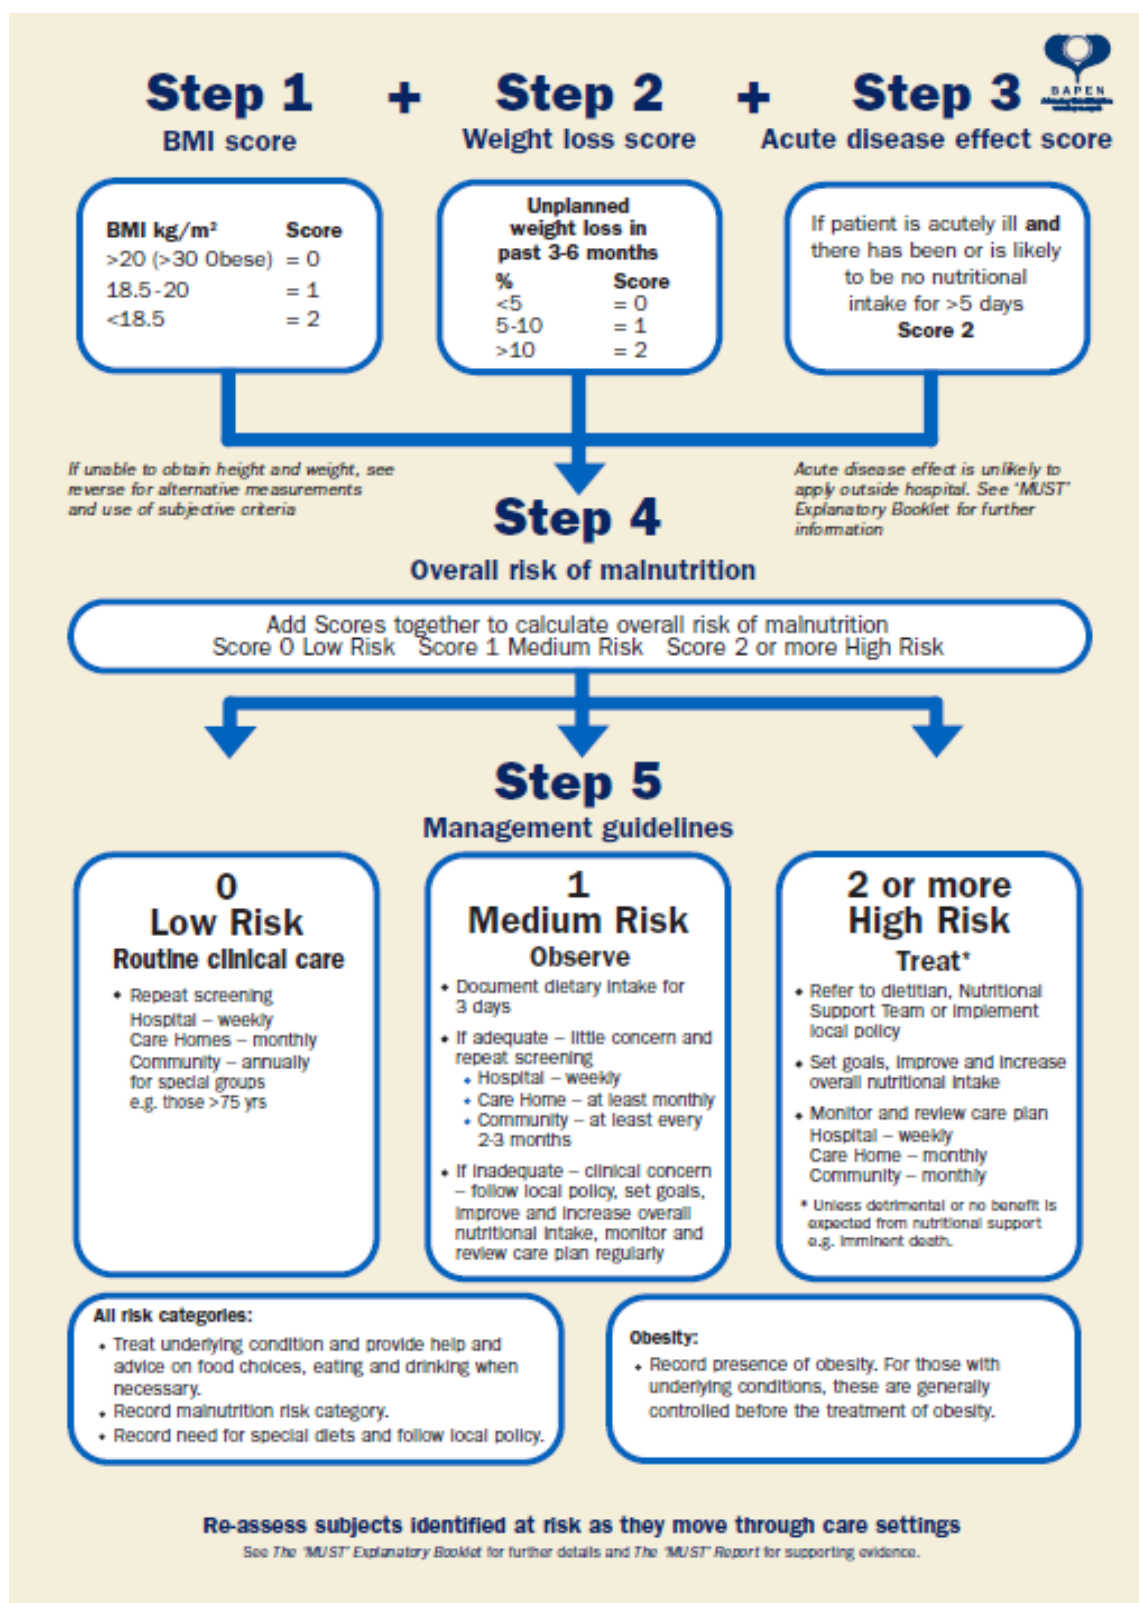 Step 1 + Step 2 + Step 3
BAPEN
BMI score
Weight loss score
Acute disease effect score
BMI kg/m² Score
>20 (>30 Obese) = 0
18.5-20 = 1
<18.5 = 2
Unplanned
weight loss in
past 3-6 months
% Score
<5 = 0
5-10 = 1
>10 = 2
If patient is acutely ill and
there has been or is likely
to be no nutritional
intake for >5 days
Score 2
If unable to obtain height and weight, see
reverse for alternative measurements
and use of subjective criteria
Acute disease effect is unlikely to
apply outside hospital. See 'MUST'
Explanatory Booklet for further
information
Step 4
Overall risk of malnutrition
Add Scores together to calculate overall risk of malnutrition
Score 0 Low Risk Score 1 Medium Risk Score 2 or more High Risk
Step 5
Management guidelines
0
Low Risk
Routine clinical care
• Repeat screening
Hospital – weekly
Care Homes – monthly
Community – annually
for special groups
e.g. those >75 yrs
1
Medium Risk
Observe
• Document dietary intake for
3 days
• If adequate – little concern and
repeat screening
• Hospital – weekly
• Care Home – at least monthly
• Community – at least every
2-3 months
• If inadequate – clinical concern
– follow local policy, set goals,
improve and increase overall
nutritional intake, monitor and
review care plan regularly
2 or more
High Risk
Treat*
• Refer to dietitian, Nutritional
Support Team or implement
local policy
• Set goals, improve and increase
overall nutritional intake
• Monitor and review care plan
Hospital – weekly
Care Home – monthly
Community – monthly
* Unless detrimental or no benefit is
expected from nutritional support
e.g. imminent death.
All risk categories:
• Treat underlying condition and provide help and
advice on food choices, eating and drinking when
necessary.
• Record malnutrition risk category.
• Record need for special diets and follow local policy.
Obesity:
• Record presence of obesity. For those with
underlying conditions, these are generally
controlled before the treatment of obesity.
Re-assess subjects identified at risk as they move through care settings
See The 'MUST' Explanatory Booklet for further details and The 'MUST' Report for supporting evidence.